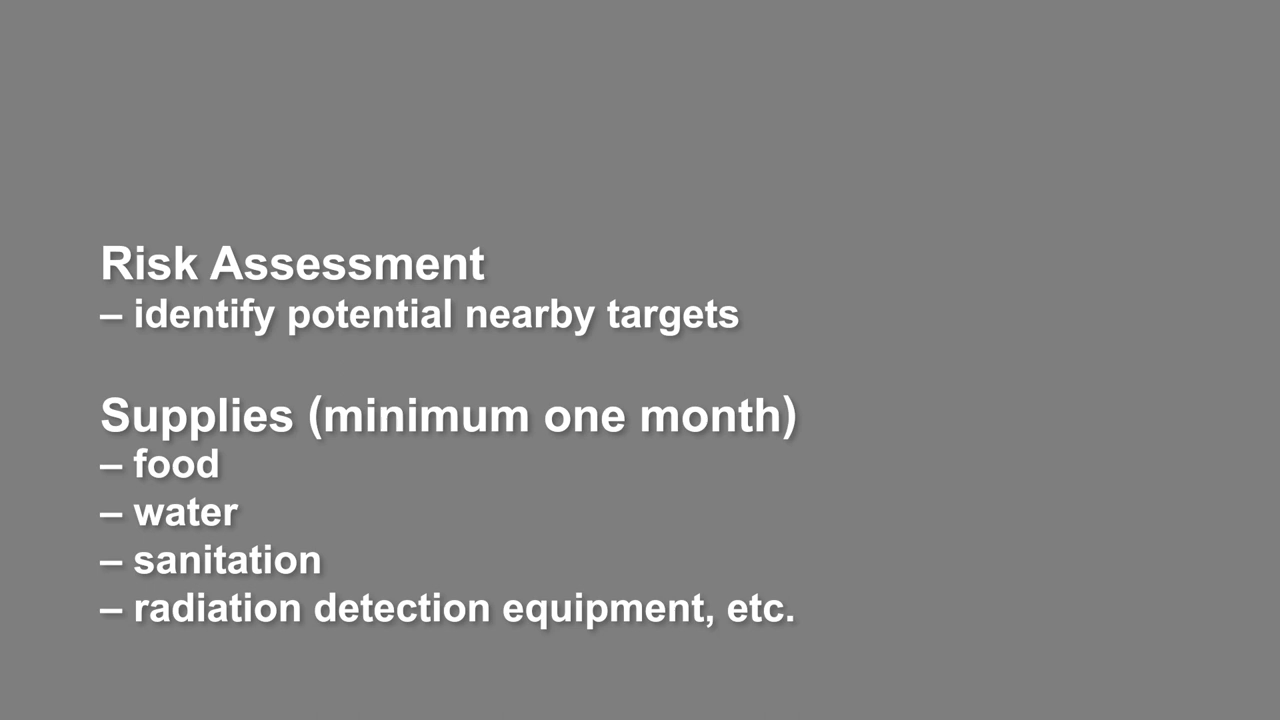 Risk Assessment
– identify potential nearby targets
Supplies (minimum one month)
– food
– water
– sanitation
– radiation detection equipment, etc.